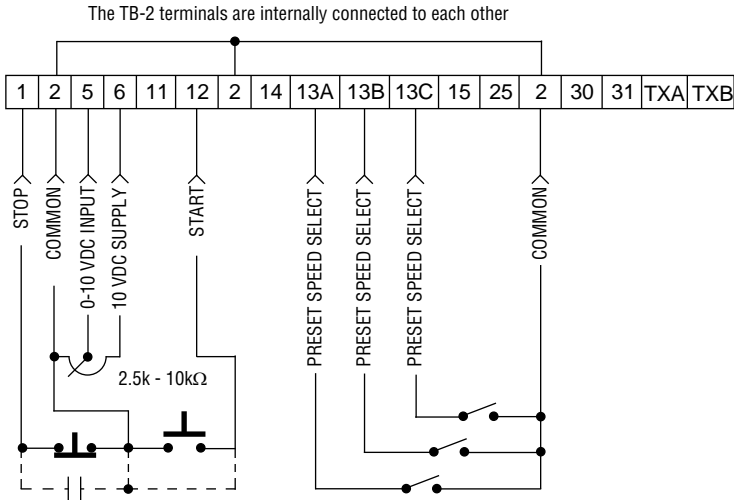 The TB-2 terminals are internally connected to each other
1 2 5 6 11 12 2 14 13A 13B 13C 15 25 2 30 31 TXA TXB
STOP
COMMON
0-10 VDC INPUT
10 VDC SUPPLY
START
PRESET SPEED SELECT
PRESET SPEED SELECT
PRESET SPEED SELECT
COMMON
2.5k - 10kΩ